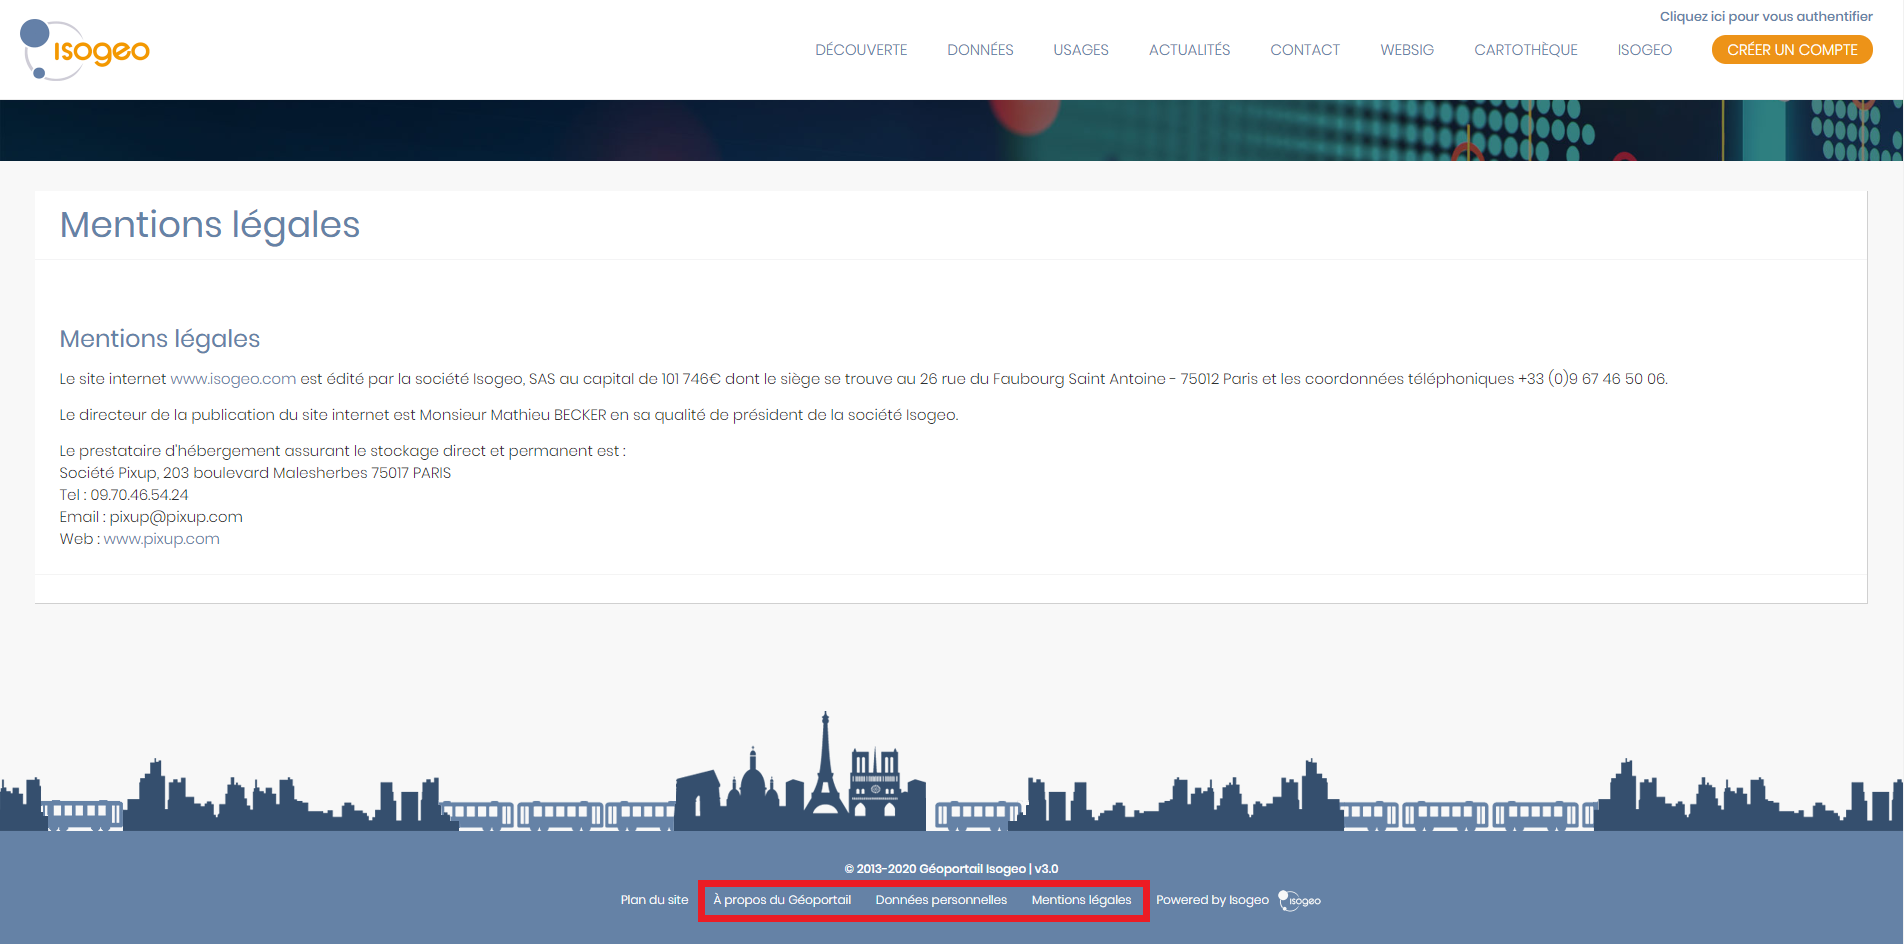 Cliquez ici pour vous authentifier
isogeo
DÉCOUVERTE DONNÉES USAGES ACTUALITÉS CONTACT WEBSIG CARTOTHÈQUE ISOGEO CRÉER UN COMPTE
Mentions légales
Mentions légales
Le site internet www.isogeo.com est édité par la société Isogeo, SAS au capital de 101 746€ dont le siège se trouve au 26 rue du Faubourg Saint Antoine - 75012 Paris et les coordonnées téléphoniques +33 (0)9 67 46 50 06.
Le directeur de la publication du site internet est Monsieur Mathieu BECKER en sa qualité de président de la société Isogeo.
Le prestataire d'hébergement assurant le stockage direct et permanent est :
Société Pixup, 203 boulevard Malesherbes 75017 PARIS
Tel : 09.70.46.54.24
Email : pixup@pixup.com
Web : www.pixup.com
© 2013-2020 Géoportail Isogeo | v3.0
Plan du site À propos du Géoportail Données personnelles Mentions légales Powered by Isogeo isogeo